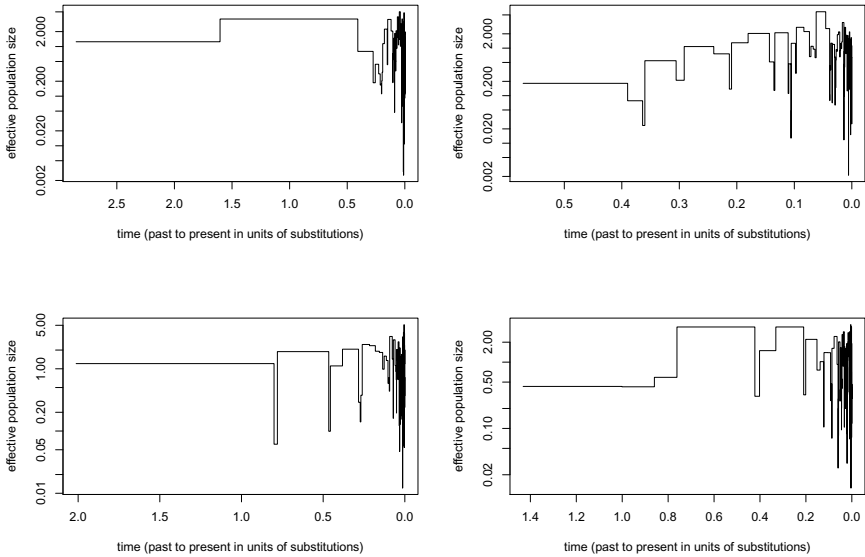 effective population size
2.000
0.200
0.020
0.002
2.5 2.0 1.5 1.0 0.5 0.0
time (past to present in units of substitutions)
effective population size
2.000
0.200
0.020
0.002
0.5 0.4 0.3 0.2 0.1 0.0
time (past to present in units of substitutions)
effective population size
5.00
1.00
0.20
0.05
0.01
2.0 1.0 0.5 0.0
time (past to present in units of substitutions)
effective population size
2.00
0.50
0.10
0.02
1.4 1.2 1.0 0.8 0.6 0.4 0.2 0.0
time (past to present in units of substitutions)